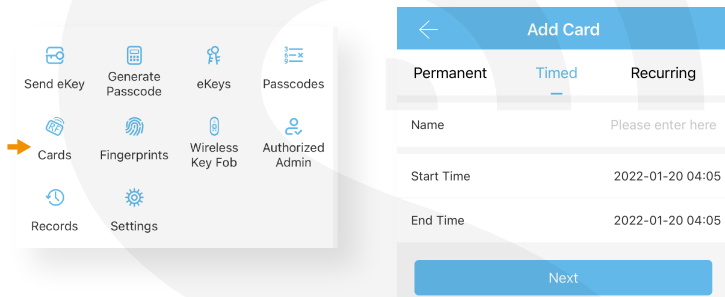 Send eKey
Generate
Passcode
eKeys
Passcodes
RF
Cards
Fingerprints
Wireless
Key Fob
Authorized
Admin
Records
Settings
Add Card
Permanent
Timed
Recurring
Name
Please enter here
Start Time
2022-01-20 04:05
End Time
2022-01-20 04:05
Next